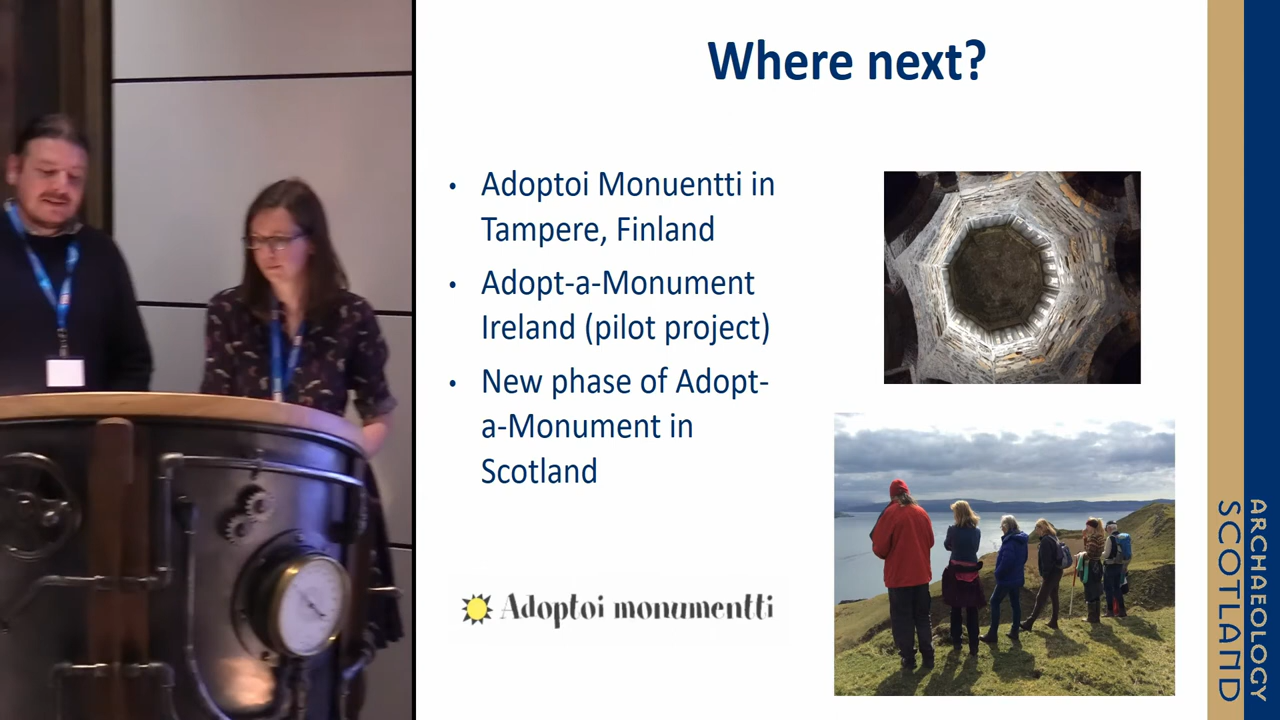 Where next?
• Adoptoi Monuentti in
Tampere, Finland
• Adopt-a-Monument
Ireland (pilot project)
• New phase of Adopt-
a-Monument in
Scotland
Adoptoi monumentti
ARCHAEOLOGY
SCOTLAND